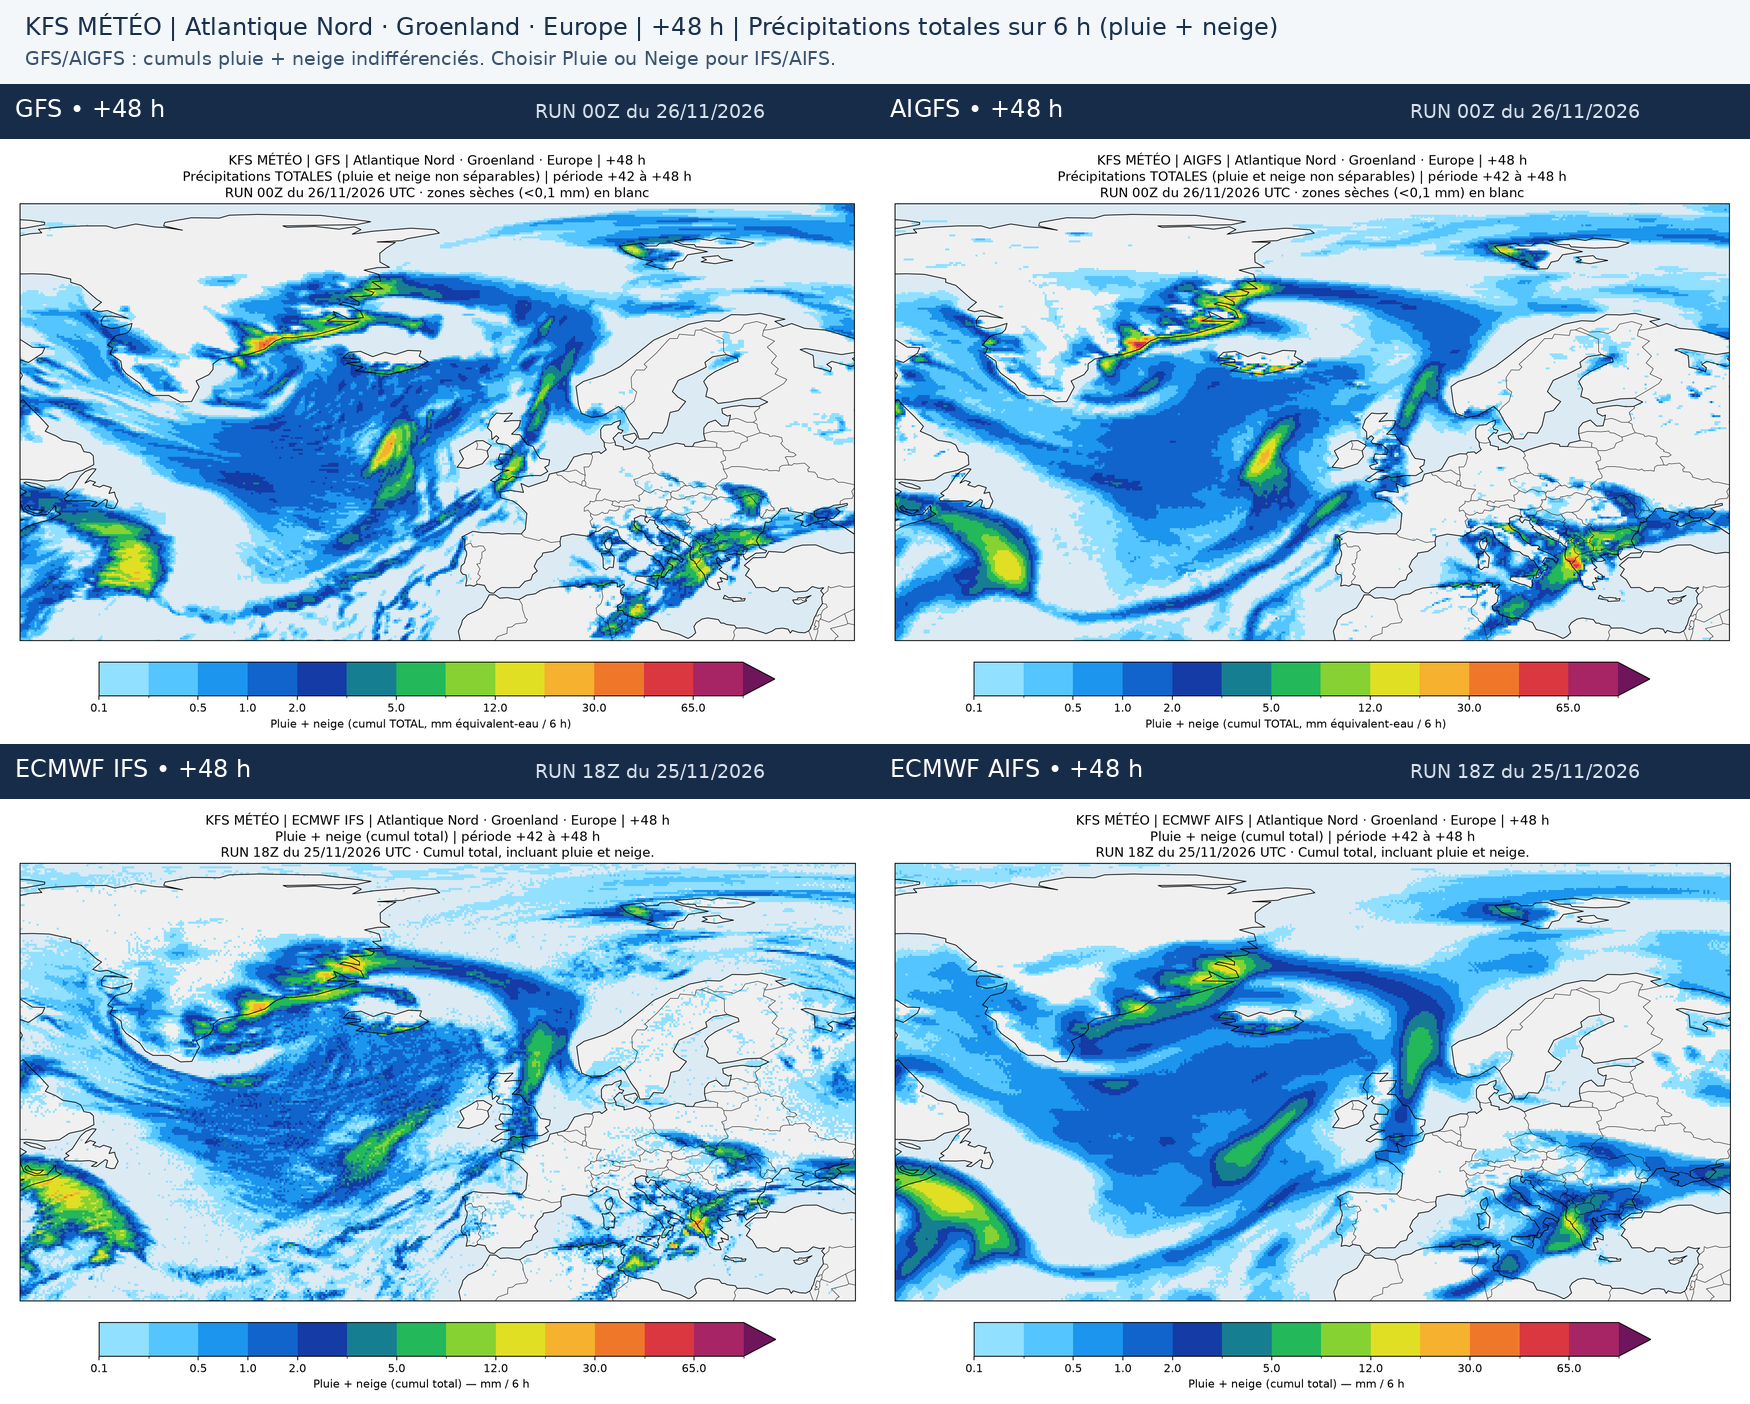 KFS MÉTÉO | Atlantique Nord · Groenland · Europe | +48 h | Précipitations totales sur 6 h (pluie + neige)
GFS/AIGFS : cumuls pluie + neige indifférenciés. Choisir Pluie ou Neige pour IFS/AIFS.
GFS • +48 h
RUN 00Z du 26/11/2026
AIGFS • +48 h
RUN 00Z du 26/11/2026
KFS MÉTÉO | GFS | Atlantique Nord · Groenland · Europe | +48 h
Précipitations TOTALES (pluie et neige non séparables) | période +42 à +48 h
RUN 00Z du 26/11/2026 UTC · zones sèches (<0,1 mm) en blanc
KFS MÉTÉO | AIGFS | Atlantique Nord · Groenland · Europe | +48 h
Précipitations TOTALES (pluie et neige non séparables) | période +42 à +48 h
RUN 00Z du 26/11/2026 UTC · zones sèches (<0,1 mm) en blanc
0.1 0.5 1.0 2.0 5.0 12.0 30.0 65.0
Pluie + neige (cumul TOTAL, mm équivalent-eau / 6 h)
0.1 0.5 1.0 2.0 5.0 12.0 30.0 65.0
Pluie + neige (cumul TOTAL, mm équivalent-eau / 6 h)
ECMWF IFS • +48 h
RUN 18Z du 25/11/2026
ECMWF AIFS • +48 h
RUN 18Z du 25/11/2026
KFS MÉTÉO | ECMWF IFS | Atlantique Nord · Groenland · Europe | +48 h
Pluie + neige (cumul total) | période +42 à +48 h
RUN 18Z du 25/11/2026 UTC · Cumul total, incluant pluie et neige.
KFS MÉTÉO | ECMWF AIFS | Atlantique Nord · Groenland · Europe | +48 h
Pluie + neige (cumul total) | période +42 à +48 h
RUN 18Z du 25/11/2026 UTC · Cumul total, incluant pluie et neige.
0.1 0.5 1.0 2.0 5.0 12.0 30.0 65.0
Pluie + neige (cumul total) — mm / 6 h
0.1 0.5 1.0 2.0 5.0 12.0 30.0 65.0
Pluie + neige (cumul total) — mm / 6 h